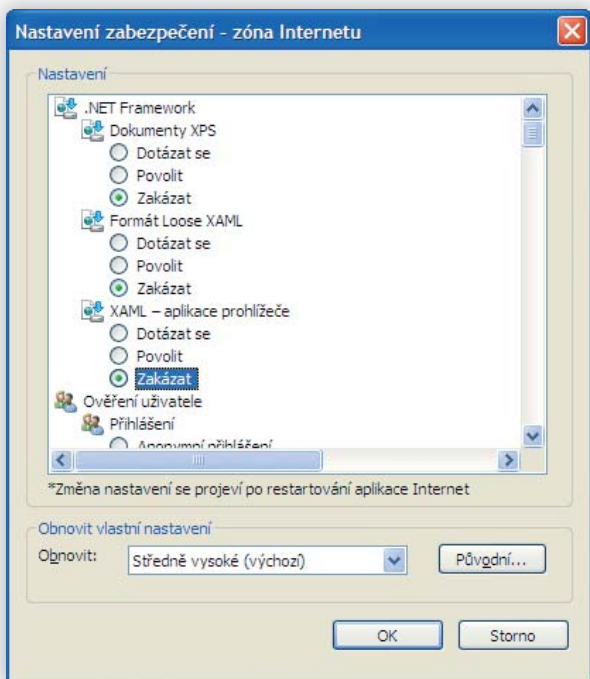 Nastavení zabezpečení - zóna Internetu
Nastavení
.NET Framework
Dokumenty XPS
Dotázat se
Povolit
Zakázat
Formát Loose XAML
Dotázat se
Povolit
Zakázat
XAML – aplikace prohlížeče
Dotázat se
Povolit
Zakázat
Ověření uživatele
Přihlášení
Anonymní přihlášení
*Změna nastavení se projeví po restartování aplikace Internet
Obnovit vlastní nastavení
Obnovit: Středně vysoké (výchozí) Původní...
OK Storno